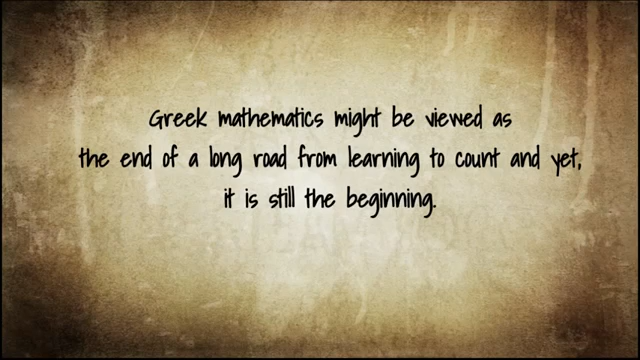 Greek mathematics might be viewed as
the end of a long road from learning to count and yet,
it is still the beginning.